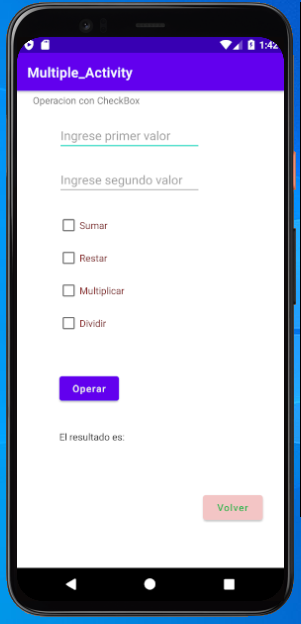 1:42
Multiple_Activity
Operacion con CheckBox
Ingrese primer valor
Ingrese segundo valor
Sumar
Restar
Multiplicar
Dividir
Operar
El resultado es:
Volver